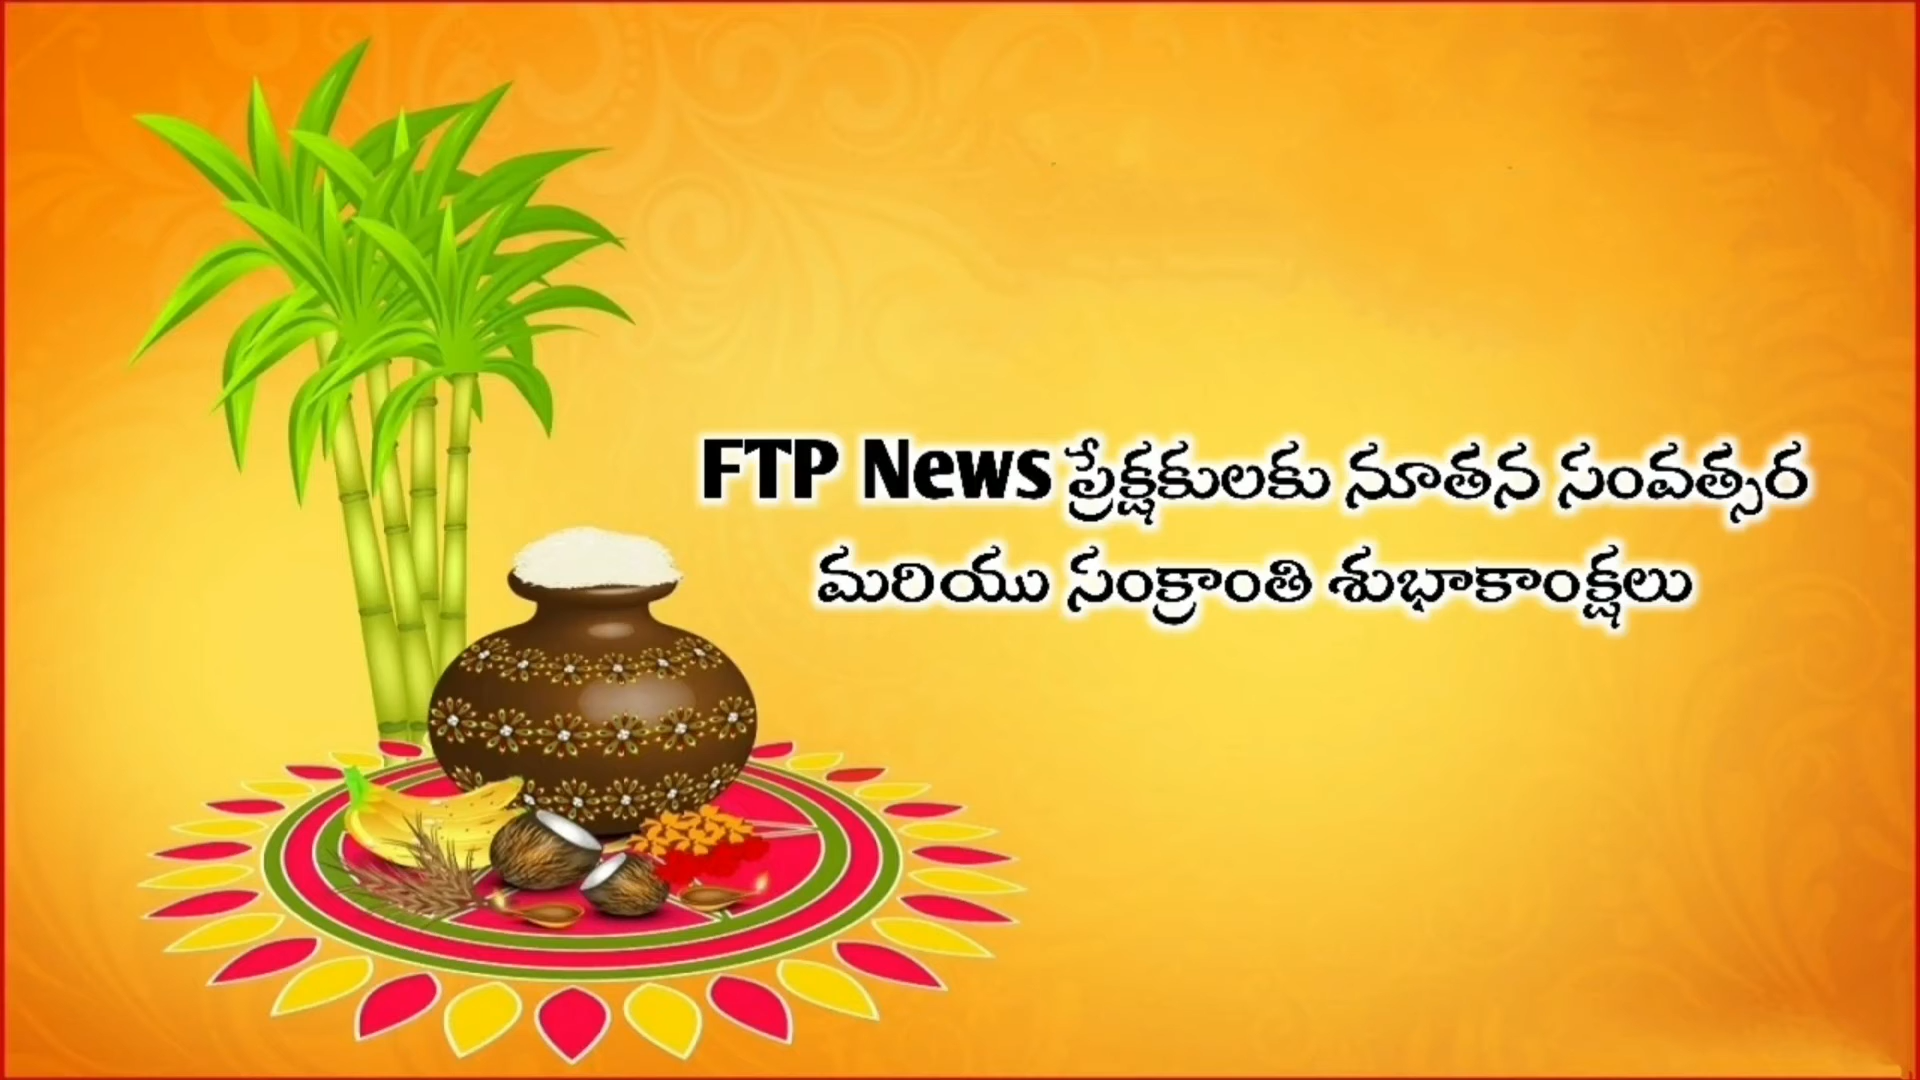 FTP News ప్రేక్షకులకు నూతన సంవత్సర
మరియు సంక్రాంతి శుభాకాంక్షలు